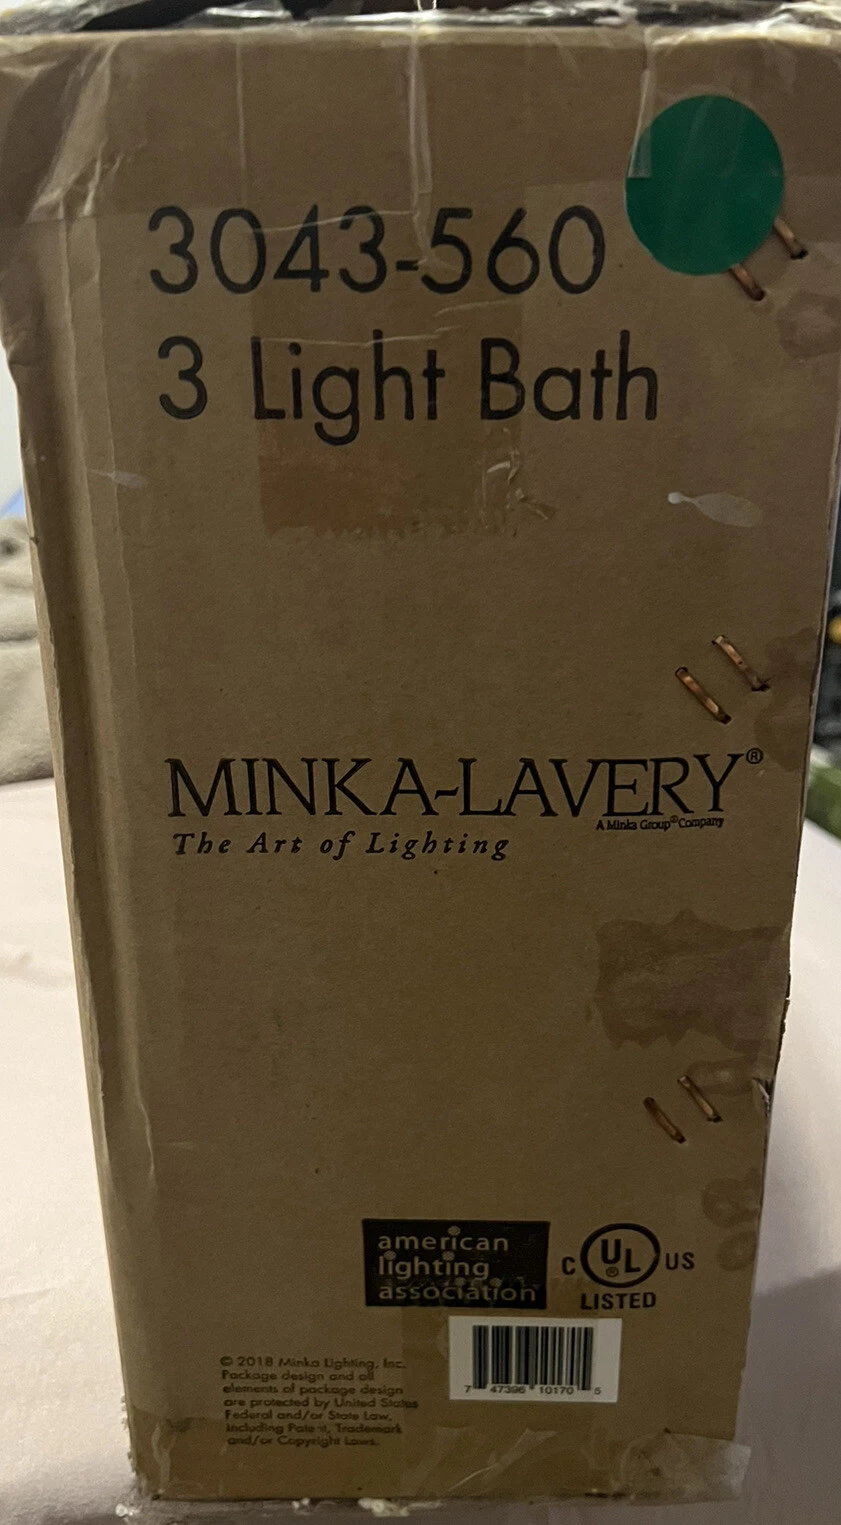 3043-560
3 Light Bath
MINKA-LAVERY®
A Minka Group® Company
The Art of Lighting
american
lighting
association
C UL® US
LISTED
7 47396 10170 5
© 2018 Minka Lighting, Inc.
Package design and all
elements of package design
are protected by United States
Federal and/or State Law,
including Patent, Trademark
and/or Copyright Laws.